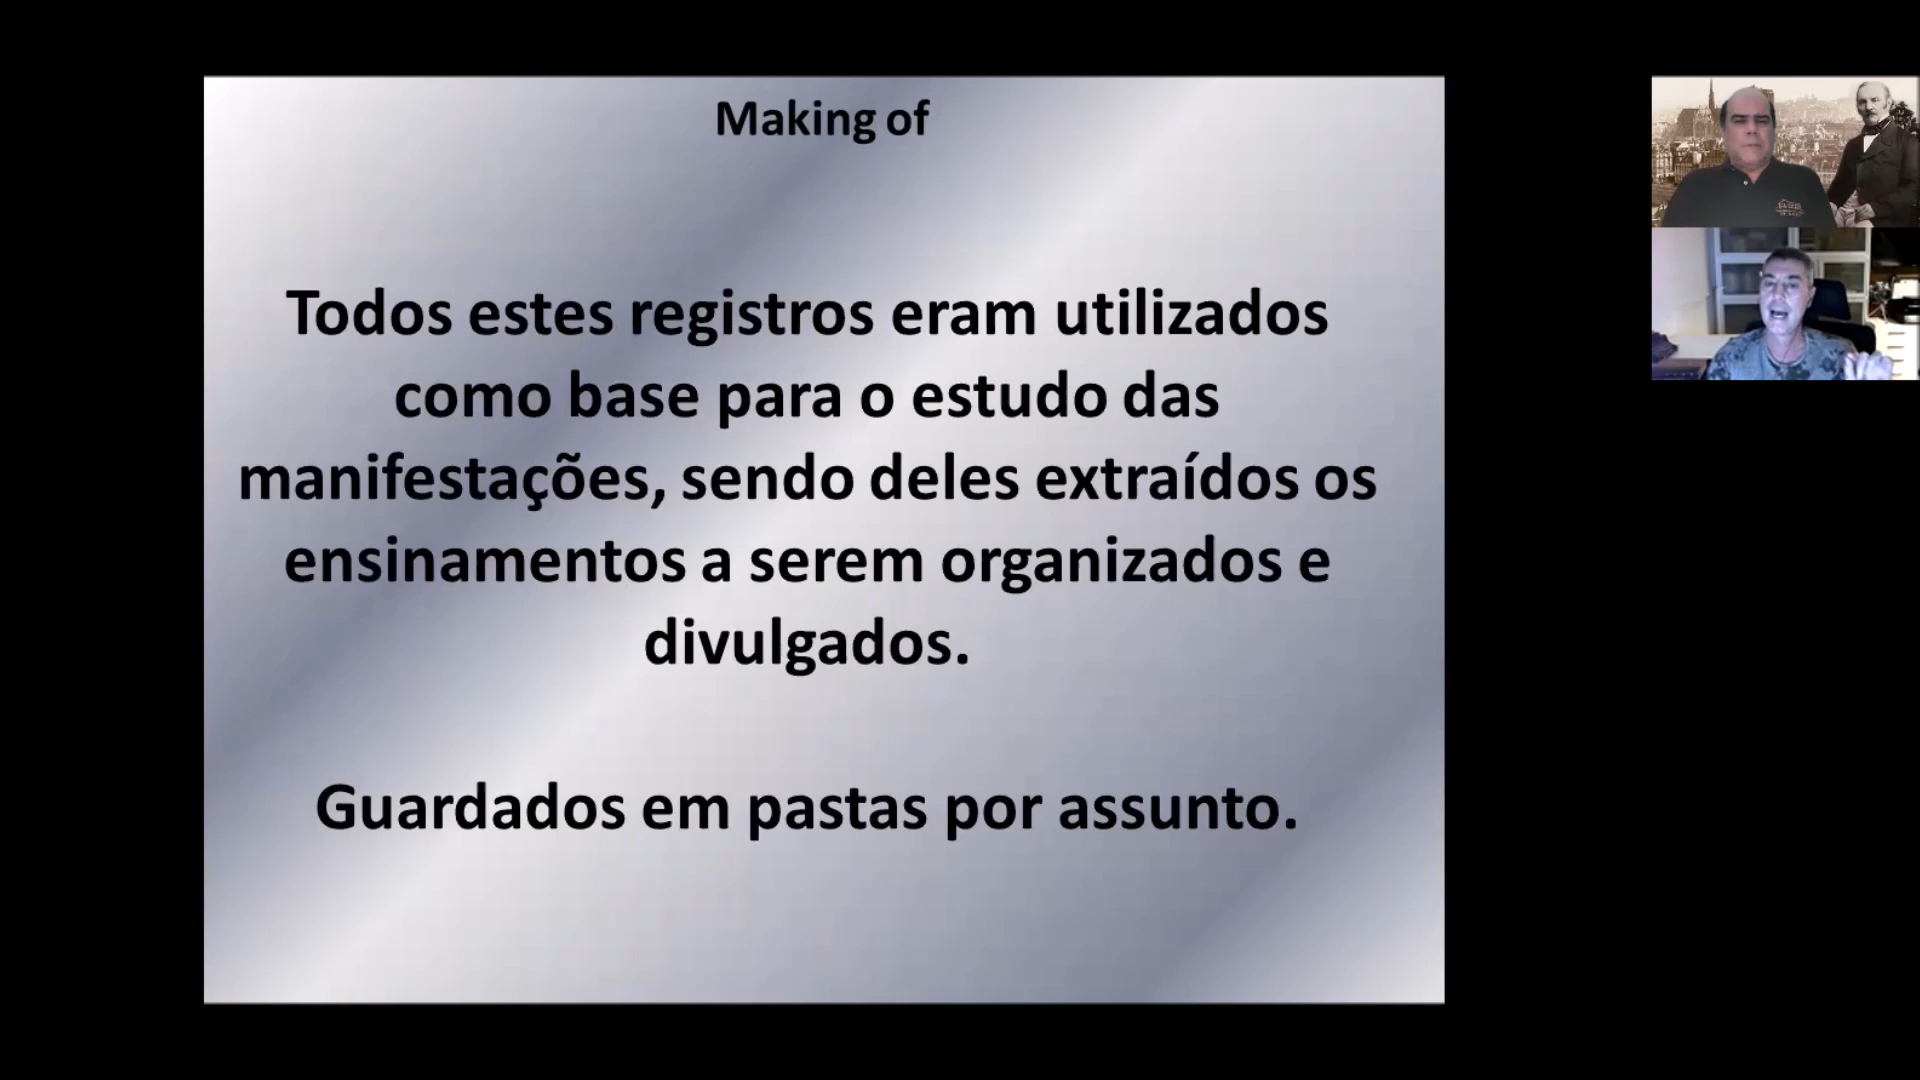 Making of
Todos estes registros eram utilizados
como base para o estudo das
manifestações, sendo deles extraídos os
ensinamentos a serem organizados e
divulgados.
Guardados em pastas por assunto.